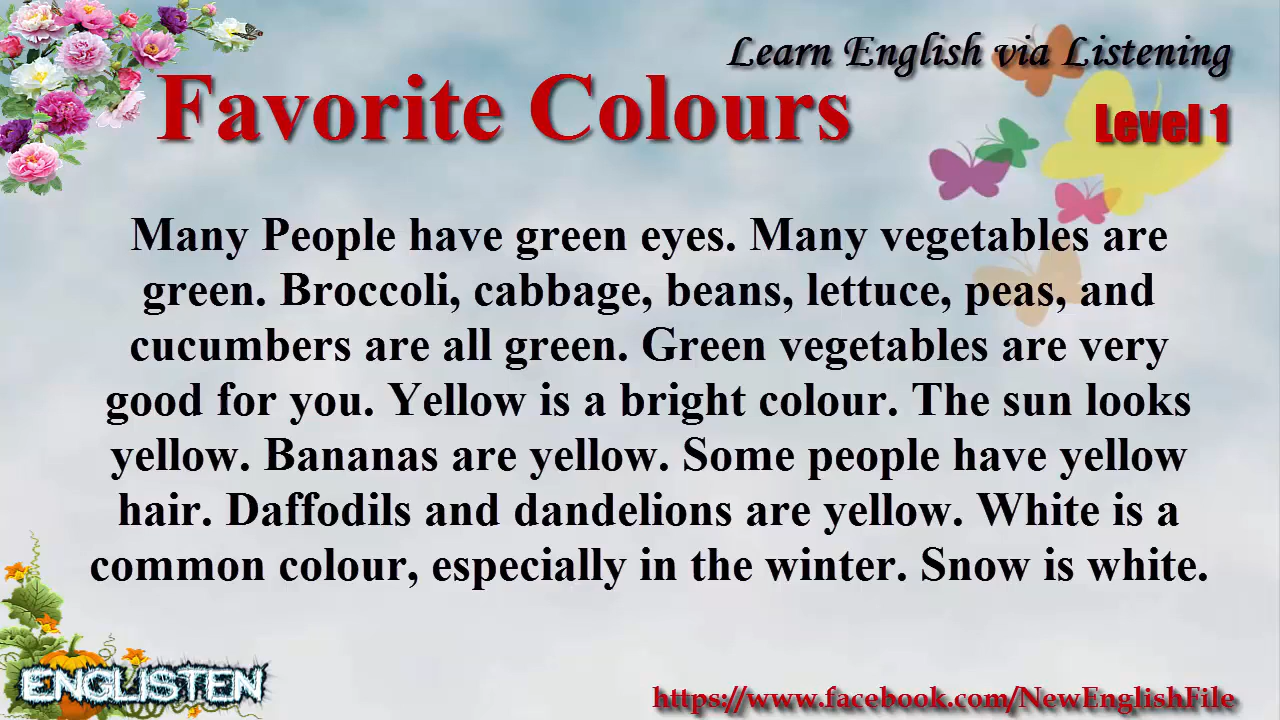 Learn English via Listening
Favorite Colours
Level 1
Many People have green eyes. Many vegetables are
green. Broccoli, cabbage, beans, lettuce, peas, and
cucumbers are all green. Green vegetables are very
good for you. Yellow is a bright colour. The sun looks
yellow. Bananas are yellow. Some people have yellow
hair. Daffodils and dandelions are yellow. White is a
common colour, especially in the winter. Snow is white.
ENGLISTEN
https://www.facebook.com/NewEnglishFile